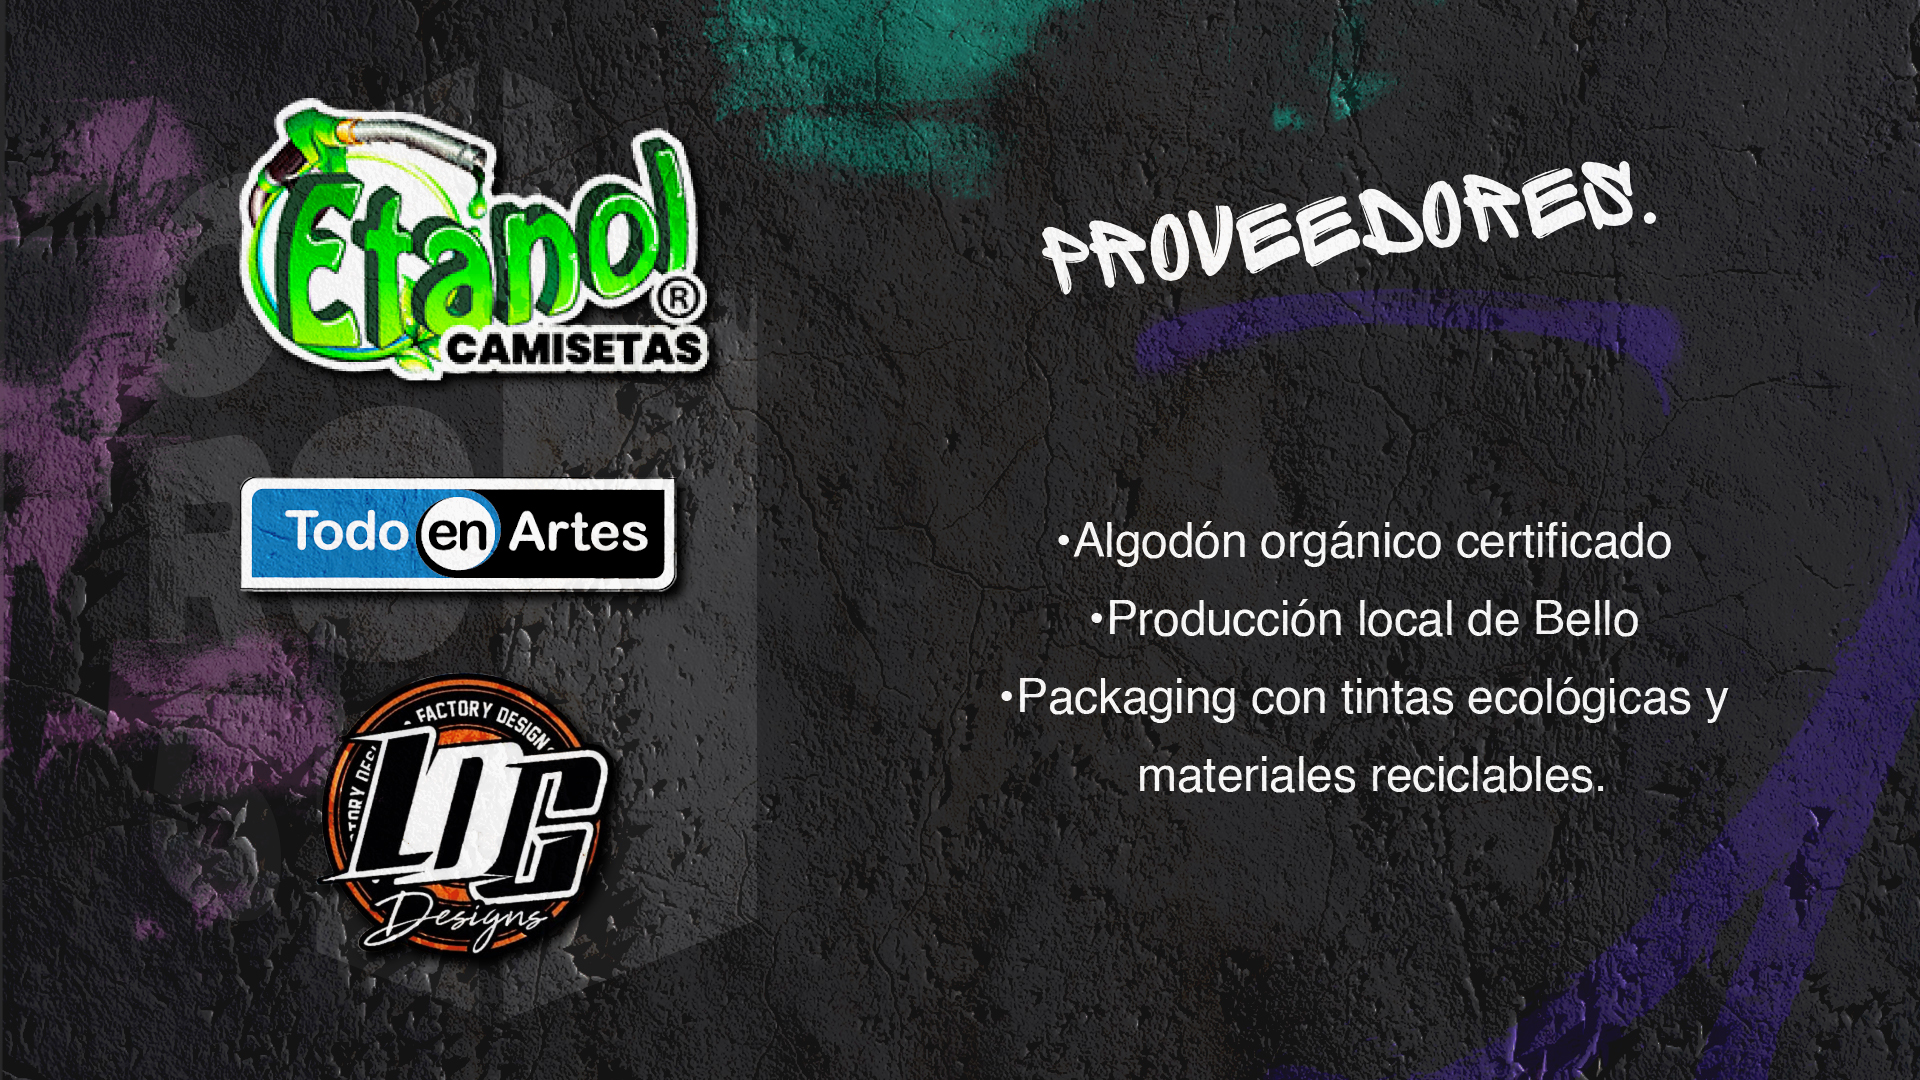 Etanol®
CAMISETAS
Todo en Artes
FACTORY DESIGN
LDG
Designs
PROVEEDORES.
•Algodón orgánico certificado
•Producción local de Bello
•Packaging con tintas ecológicas y
materiales reciclables.